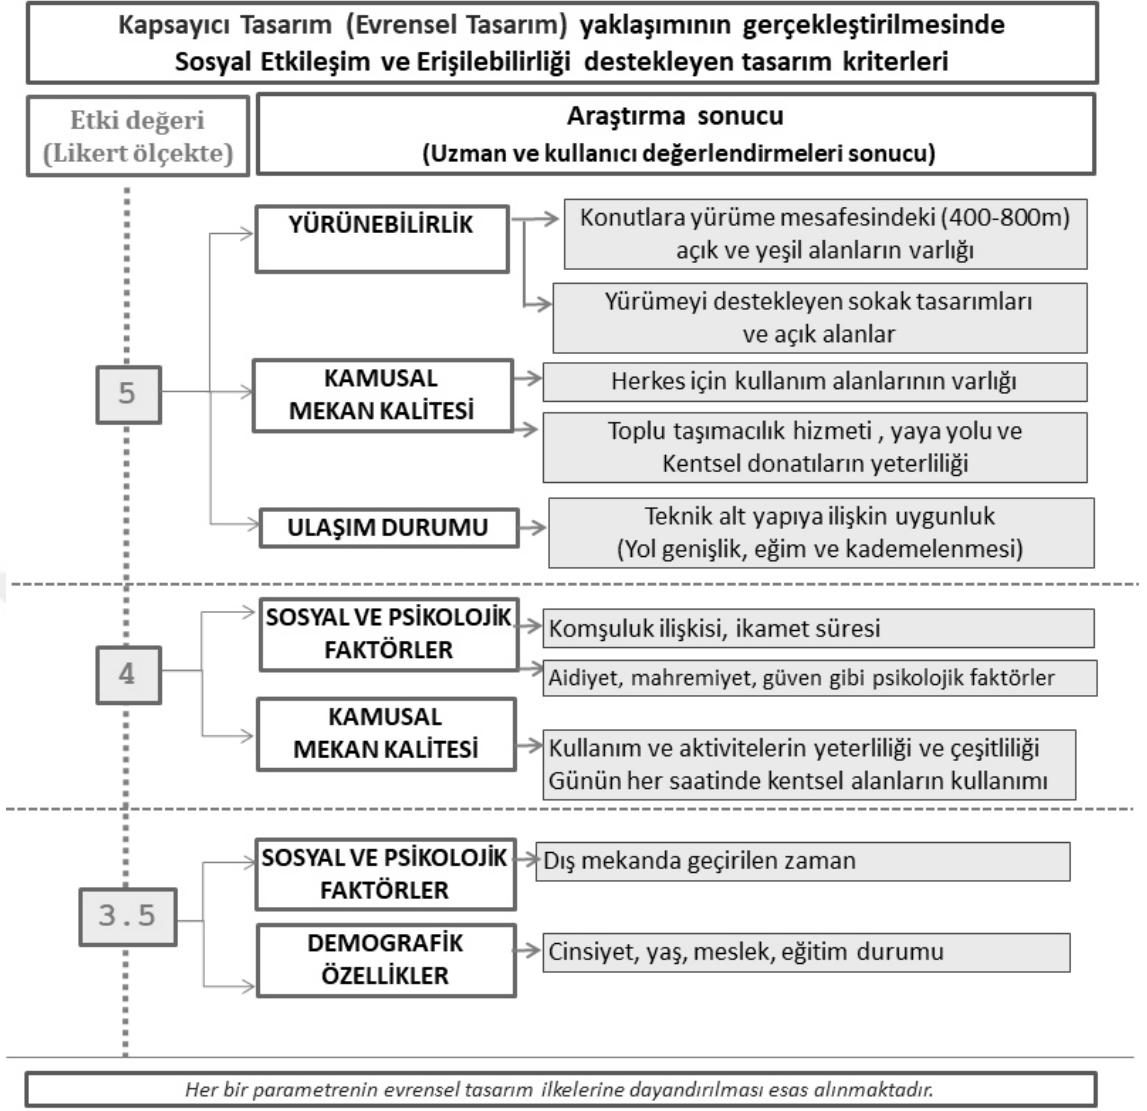 Kapsayıcı Tasarım (Evrensel Tasarım) yaklaşımının gerçekleştirilmesinde
Sosyal Etkileşim ve Erişilebilirliği destekleyen tasarım kriterleri
Etki değeri
(Likert ölçekte)
Araştırma sonucu
(Uzman ve kullanıcı değerlendirmeleri sonucu)
5
YÜRÜNEBİLİRLİK
Konutlara yürüme mesafesindeki (400-800m)
açık ve yeşil alanların varlığı
Yürümeyi destekleyen sokak tasarımları
ve açık alanlar
KAMUSAL
MEKAN KALİTESİ
Herkes için kullanım alanlarının varlığı
Toplu taşımacılık hizmeti , yaya yolu ve
Kentsel donatıların yeterliliği
ULAŞIM DURUMU
Teknik alt yapıya ilişkin uygunluk
(Yol genişlik, eğim ve kademelenmesi)
4
SOSYAL VE PSİKOLOJİK
FAKTÖRLER
Komşuluk ilişkisi, ikamet süresi
Aidiyet, mahremiyet, güven gibi psikolojik faktörler
KAMUSAL
MEKAN KALİTESİ
Kullanım ve aktivitelerin yeterliliği ve çeşitliliği
Günün her saatinde kentsel alanların kullanımı
3.5
SOSYAL VE PSİKOLOJİK
FAKTÖRLER
Dış mekanda geçirilen zaman
DEMOGRAFİK
ÖZELLİKLER
Cinsiyet, yaş, meslek, eğitim durumu
Her bir parametrenin evrensel tasarım ilkelerine dayandırılması esas alınmaktadır.